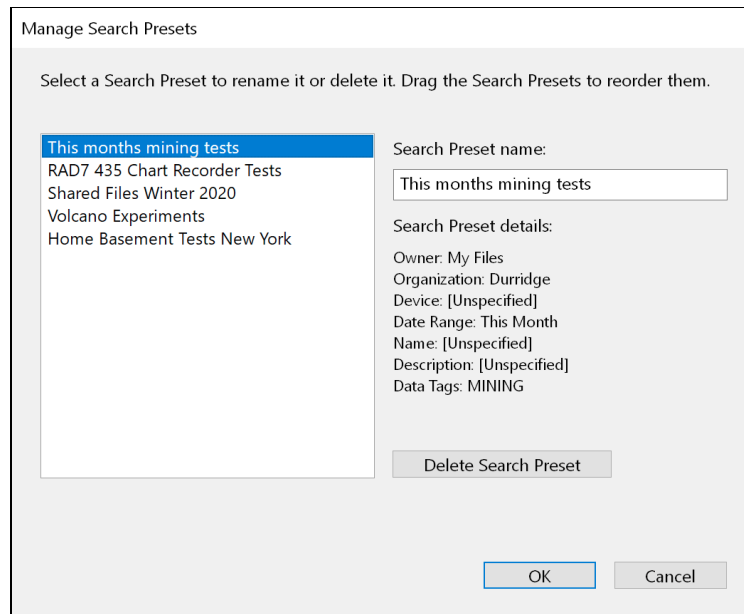 Manage Search Presets
Select a Search Preset to rename it or delete it. Drag the Search Presets to reorder them.
This months mining tests
RAD7 435 Chart Recorder Tests
Shared Files Winter 2020
Volcano Experiments
Home Basement Tests New York
Search Preset name:
This months mining tests
Search Preset details:
Owner: My Files
Organization: Durridge
Device: [Unspecified]
Date Range: This Month
Name: [Unspecified]
Description: [Unspecified]
Data Tags: MINING
Delete Search Preset
OK
Cancel